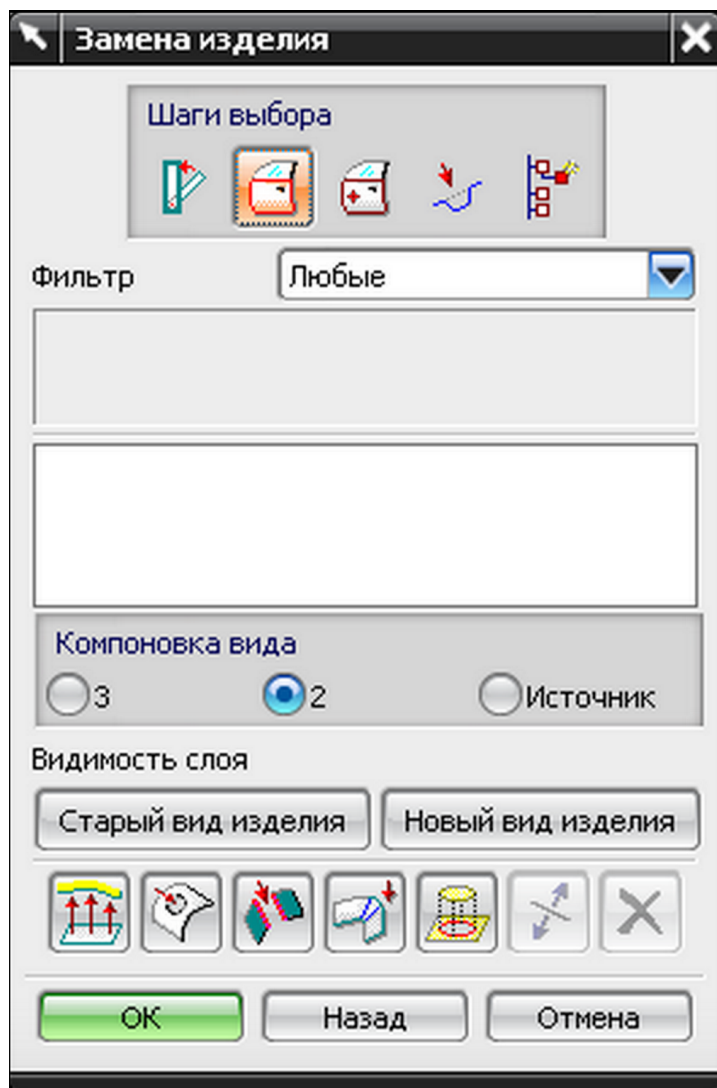 Замена изделия
Шаги выбора
Фильтр Любые
Компоновка вида
3 2 Источник
Видимость слоя
Старый вид изделия Новый вид изделия
OK Назад Отмена